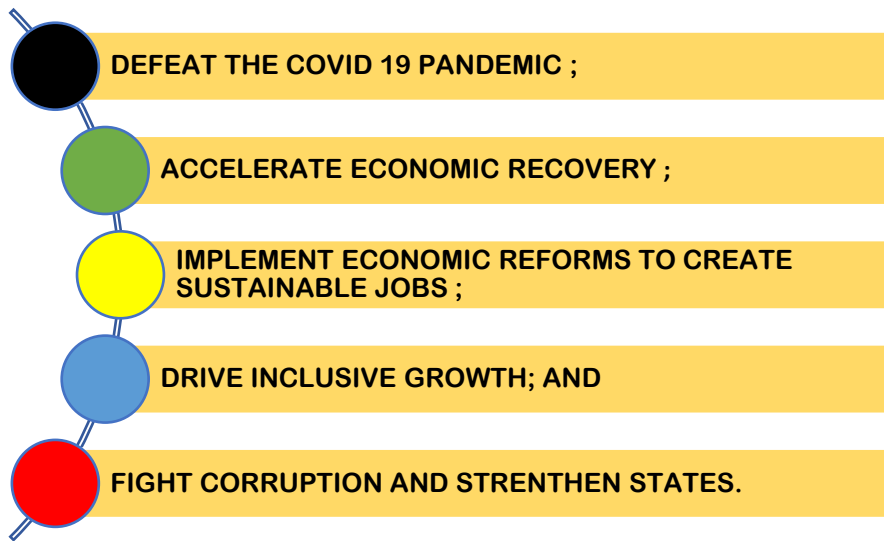 DEFEAT THE COVID 19 PANDEMIC ;
ACCELERATE ECONOMIC RECOVERY ;
IMPLEMENT ECONOMIC REFORMS TO CREATE
SUSTAINABLE JOBS ;
DRIVE INCLUSIVE GROWTH; AND
FIGHT CORRUPTION AND STRENTHEN STATES.